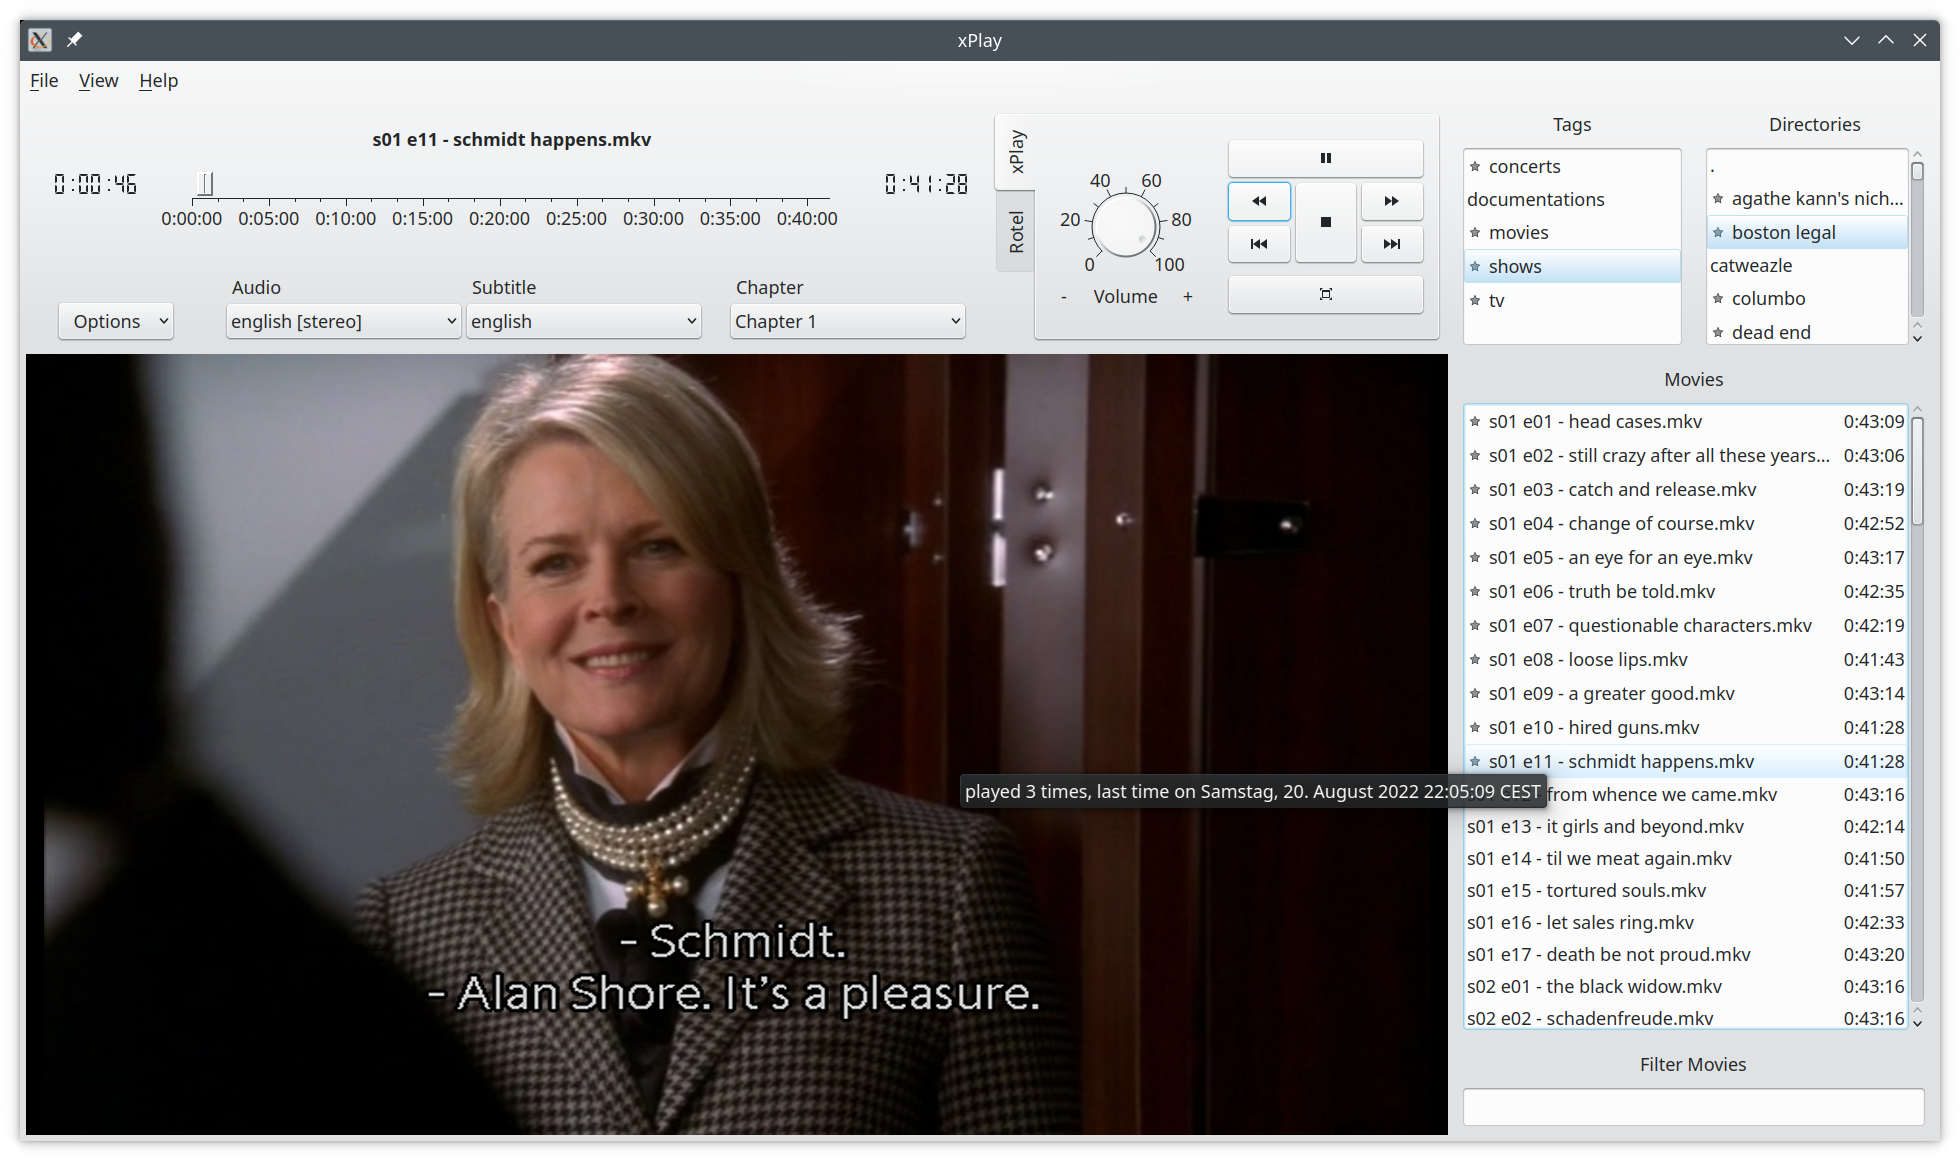 xPlay
File View Help
s01 e11 - schmidt happens.mkv
0:00:46
0:41:28
0:00:00 0:05:00 0:10:00 0:15:00 0:20:00 0:25:00 0:30:00 0:35:00 0:40:00
Options
Audio
english [stereo]
Subtitle
english
Chapter
Chapter 1
xPlay
Rotel
0 20 40 60 80 100
- Volume +
Tags
concerts
documentations
movies
shows
tv
Directories
.
agathe kann's nich...
boston legal
catweazle
columbo
dead end
Movies
s01 e01 - head cases.mkv 0:43:09
s01 e02 - still crazy after all these years... 0:43:06
s01 e03 - catch and release.mkv 0:43:19
s01 e04 - change of course.mkv 0:42:52
s01 e05 - an eye for an eye.mkv 0:43:17
s01 e06 - truth be told.mkv 0:42:35
s01 e07 - questionable characters.mkv 0:42:19
s01 e08 - loose lips.mkv 0:41:43
s01 e09 - a greater good.mkv 0:43:14
s01 e10 - hired guns.mkv 0:41:28
s01 e11 - schmidt happens.mkv 0:41:28
played 3 times, last time on Samstag, 20. August 2022 22:05:09 CEST
from whence we came.mkv 0:43:16
s01 e13 - it girls and beyond.mkv 0:42:14
s01 e14 - til we meat again.mkv 0:41:50
s01 e15 - tortured souls.mkv 0:41:57
s01 e16 - let sales ring.mkv 0:42:33
s01 e17 - death be not proud.mkv 0:43:20
s02 e01 - the black widow.mkv 0:43:16
s02 e02 - schadenfreude.mkv 0:43:16
Filter Movies
- Schmidt.
- Alan Shore. It's a pleasure.